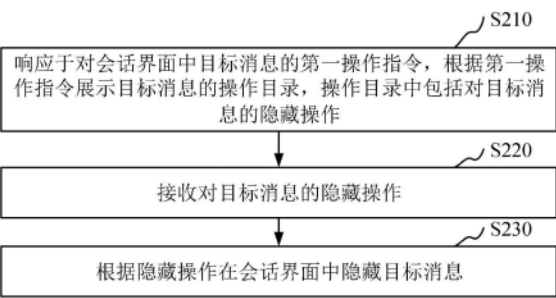 S210
响应于对会话界面中目标消息的第一操作指令，根据第一操
作指令展示目标消息的操作目录，操作目录中包括对目标消
息的隐藏操作
S220
接收对目标消息的隐藏操作
S230
根据隐藏操作在会话界面中隐藏目标消息